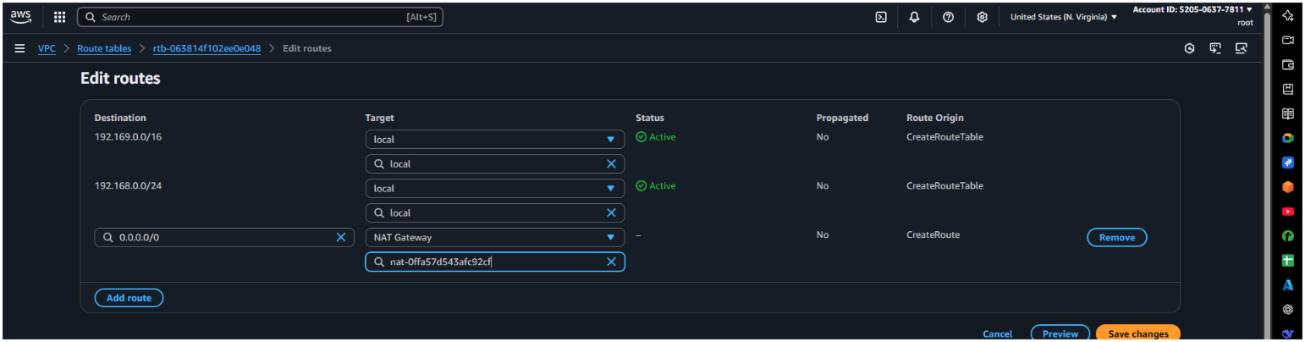 aws
Search [Alt+S] United States (N. Virginia) Account ID: 5205-0637-7811
root
VPC > Route tables > rtb-063814f102ee0e048 > Edit routes
Edit routes
Destination Target Status Propagated Route Origin
192.169.0.0/16 local Active No CreateRouteTable
local
192.168.0.0/24 local Active No CreateRouteTable
local
0.0.0.0/0 NAT Gateway – No CreateRoute Remove
nat-0ffa57d543afc92cf
Add route
Cancel Preview Save changes